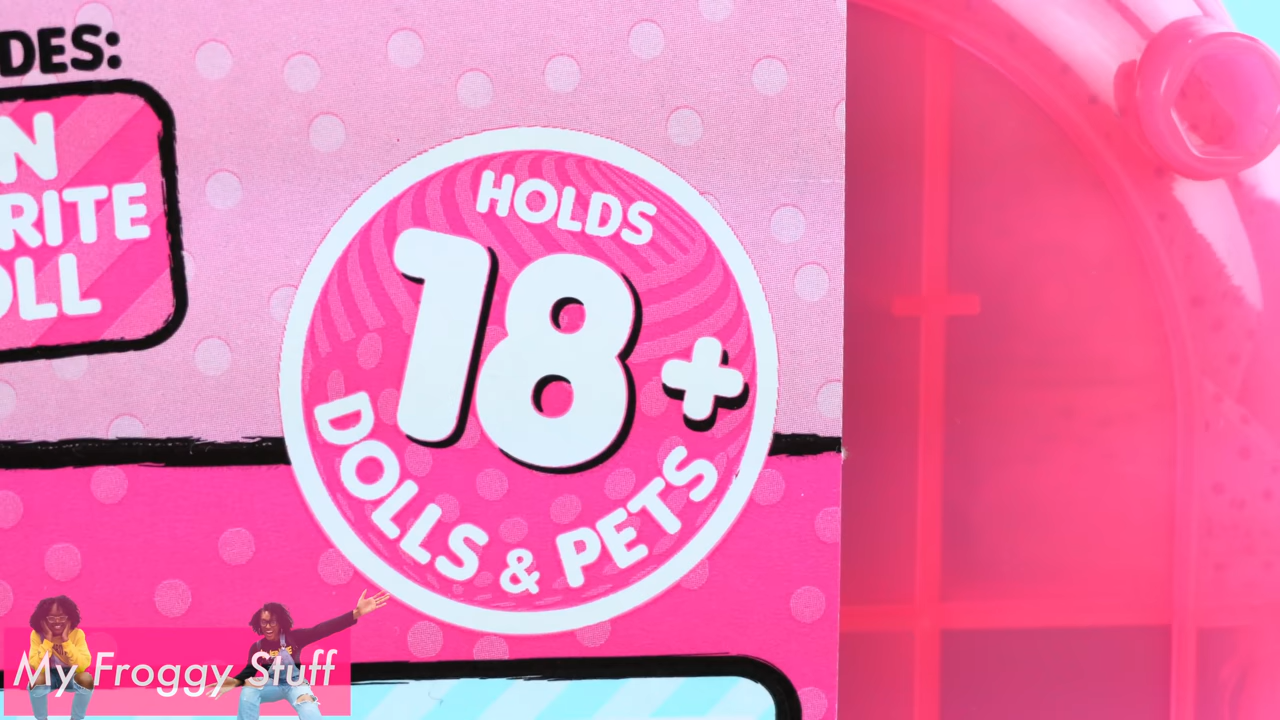 DES:
N
RITE
OLL
HOLDS
18+
DOLLS & PETS
My Froggy Stuff